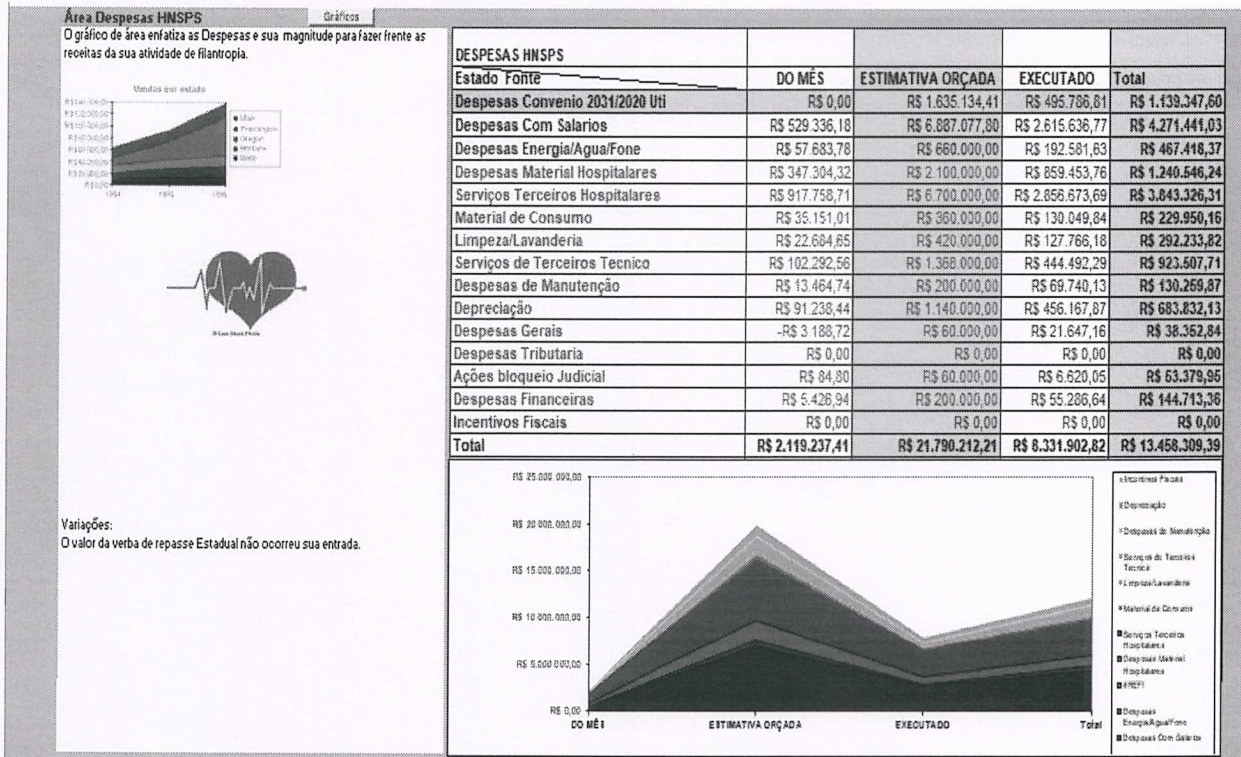 Área Despesas HNSPS
Gráficos
O gráfico de área enfatiza as Despesas e sua magnitude para fazer frente as
receitas da sua atividade de filantropia.
Vendas por estado
1994 1995 1996
Variações:
O valor da verba de repasse Estadual não ocorreu sua entrada.
DESPESAS HNSPS
Estado Fonte DO MÊS ESTIMATIVA ORÇADA EXECUTADO Total
Despesas Convenio 2031/2020 Uti R$ 0,00 R$ 1.635.134,41 R$ 495.786,81 R$ 1.139.347,60
Despesas Com Salarios R$ 529.336,18 R$ 6.887.077,80 R$ 2.615.636,77 R$ 4.271.441,03
Despesas Energia/Agua/Fone R$ 57.683,78 R$ 660.000,00 R$ 192.581,63 R$ 467.418,37
Despesas Material Hospitalares R$ 347.304,32 R$ 2.100.000,00 R$ 859.453,76 R$ 1.240.546,24
Serviços Terceiros Hospitalares R$ 917.758,71 R$ 6.700.000,00 R$ 2.856.673,69 R$ 3.843.326,31
Material de Consumo R$ 35.151,01 R$ 360.000,00 R$ 130.049,84 R$ 229.950,16
Limpeza/Lavanderia R$ 22.684,65 R$ 420.000,00 R$ 127.766,18 R$ 292.233,82
Serviços de Terceiros Tecnico R$ 102.292,56 R$ 1.368.000,00 R$ 444.492,29 R$ 923.507,71
Despesas de Manutenção R$ 13.464,74 R$ 200.000,00 R$ 69.740,13 R$ 130.259,87
Depreciação R$ 91.238,44 R$ 1.140.000,00 R$ 456.167,87 R$ 683.832,13
Despesas Gerais -R$ 3.188,72 R$ 60.000,00 R$ 21.647,16 R$ 38.352,84
Despesas Tributaria R$ 0,00 R$ 0,00 R$ 0,00 R$ 0,00
Ações bloqueio Judicial R$ 84,80 R$ 60.000,00 R$ 6.620,05 R$ 53.379,95
Despesas Financeiras R$ 5.426,94 R$ 200.000,00 R$ 55.286,64 R$ 144.713,36
Incentivos Fiscais R$ 0,00 R$ 0,00 R$ 0,00 R$ 0,00
Total R$ 2.119.237,41 R$ 21.790.212,21 R$ 8.331.902,82 R$ 13.458.309,39
R$ 25.000.000,00
R$ 20.000.000,00
R$ 15.000.000,00
R$ 10.000.000,00
R$ 5.000.000,00
R$ 0,00
DO MÊS ESTIMATIVA ORÇADA EXECUTADO Total
Incentivos Fiscais
Depreciação
Despesas de Manutenção
Serviços de Terceiros
Tecnico
Limpeza/Lavanderia
Material de Consumo
Serviços Terceiros
Hospitalares
Despesas Material
Hospitalares
#REF!
Despesas
Energia/Agua/Fone
Despesas Com Salarios